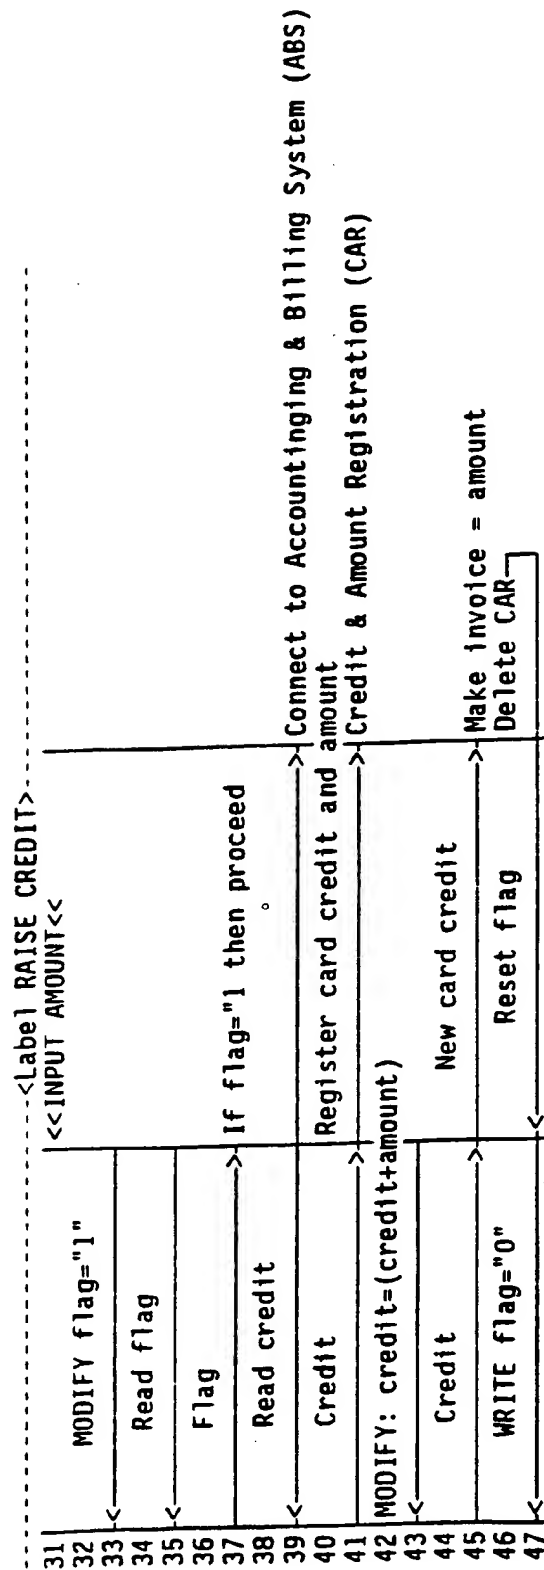 <Label RAISE CREDIT>
31 <<INPUT AMOUNT<<
32 MODIFY flag="1"
33
34 Read flag
35
36 Flag
37 If flag="1 then proceed
38 Read credit
39 Connect to Accountinging & Billing System (ABS)
40 Credit Register card credit and amount
41 Credit & Amount Registration (CAR)
42 MODIFY: credit=(credit+amount)
43
44 Credit New card credit
45 Make invoice = amount
46 WRITE flag="0" Reset flag Delete CAR
47